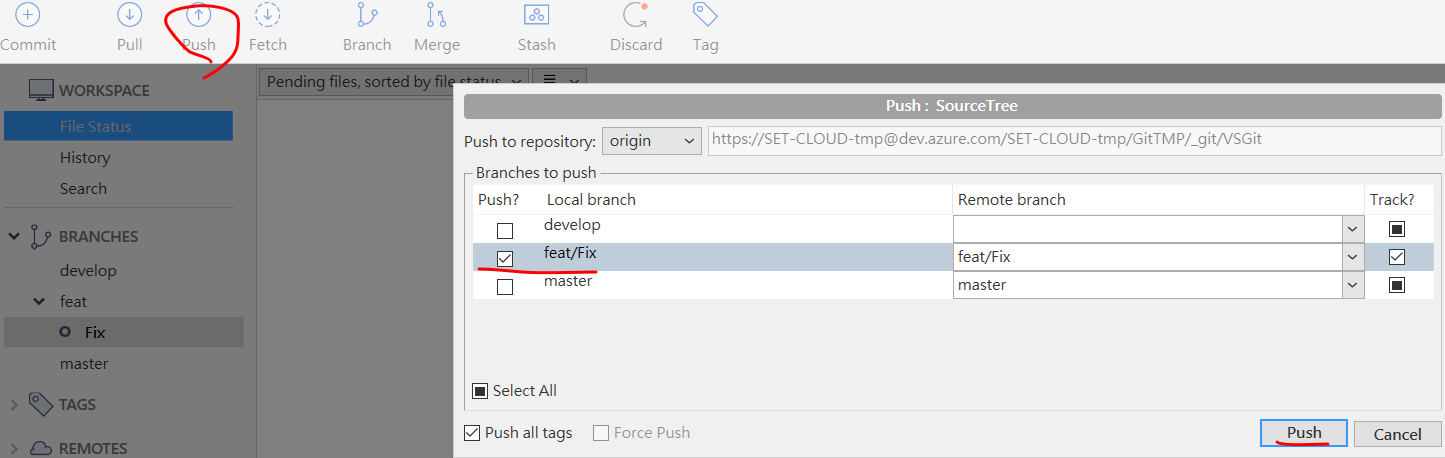 Commit Pull Push Fetch Branch Merge Stash Discard Tag
WORKSPACE
File Status
History
Search
BRANCHES
develop
feat
Fix
master
TAGS
REMOTES
Pending files, sorted by file status
Push : SourceTree
Push to repository: origin https://SET-CLOUD-tmp@dev.azure.com/SET-CLOUD-tmp/GitTMP/_git/VSGit
Branches to push
Push? Local branch Remote branch Track?
develop
feat/Fix feat/Fix
master master
Select All
Push all tags Force Push Push Cancel